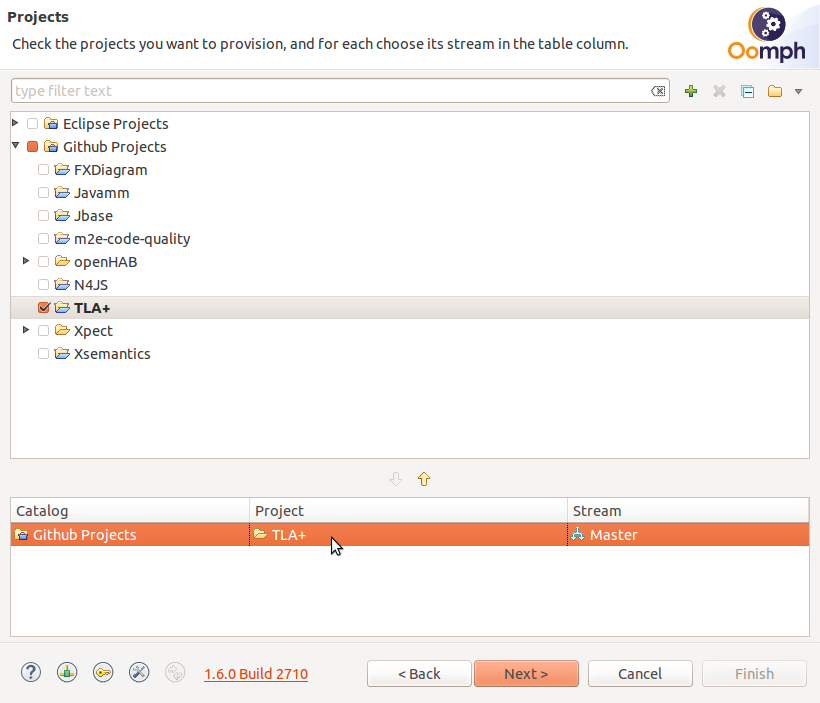 Projects
Check the projects you want to provision, and for each choose its stream in the table column.
Oomph
type filter text
Eclipse Projects
Github Projects
FXDiagram
Javamm
Jbase
m2e-code-quality
openHAB
N4JS
TLA+
Xpect
Xsemantics
Catalog Project Stream
Github Projects TLA+ Master
1.6.0 Build 2710 < Back Next > Cancel Finish